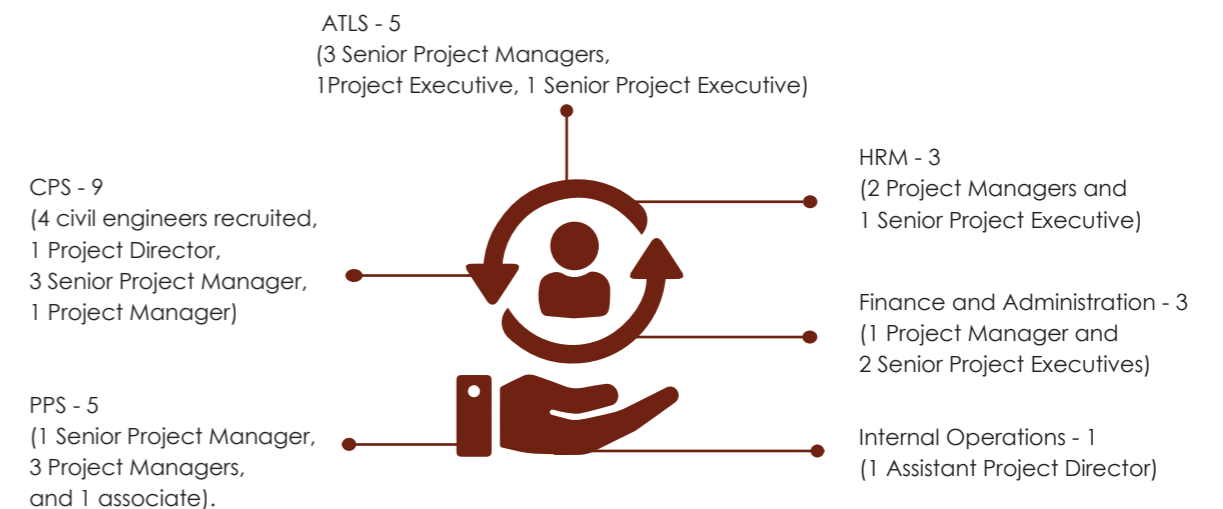 ATLS - 5
(3 Senior Project Managers,
1Project Executive, 1 Senior Project Executive)
CPS - 9
(4 civil engineers recruited,
1 Project Director,
3 Senior Project Manager,
1 Project Manager)
PPS - 5
(1 Senior Project Manager,
3 Project Managers,
and 1 associate).
HRM - 3
(2 Project Managers and
1 Senior Project Executive)
Finance and Administration - 3
(1 Project Manager and
2 Senior Project Executives)
Internal Operations - 1
(1 Assistant Project Director)